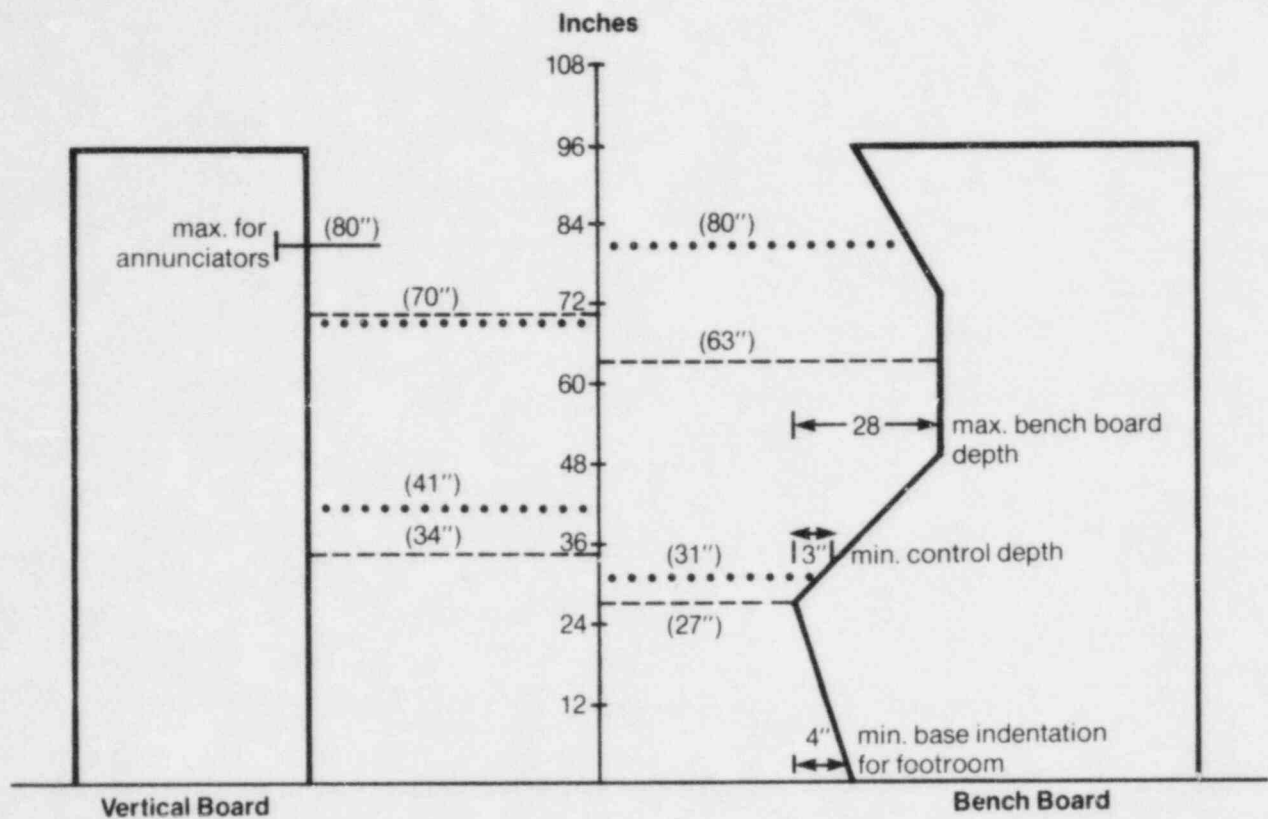 Inches
108
96
84
72
60
48
36
24
12
max. for
annunciators
(80")
(70")
(41")
(34")
(80")
(63")
28
max. bench board
depth
3"
min. control depth
(31")
(27")
4"
min. base indentation
for footroom
Vertical Board
Bench Board